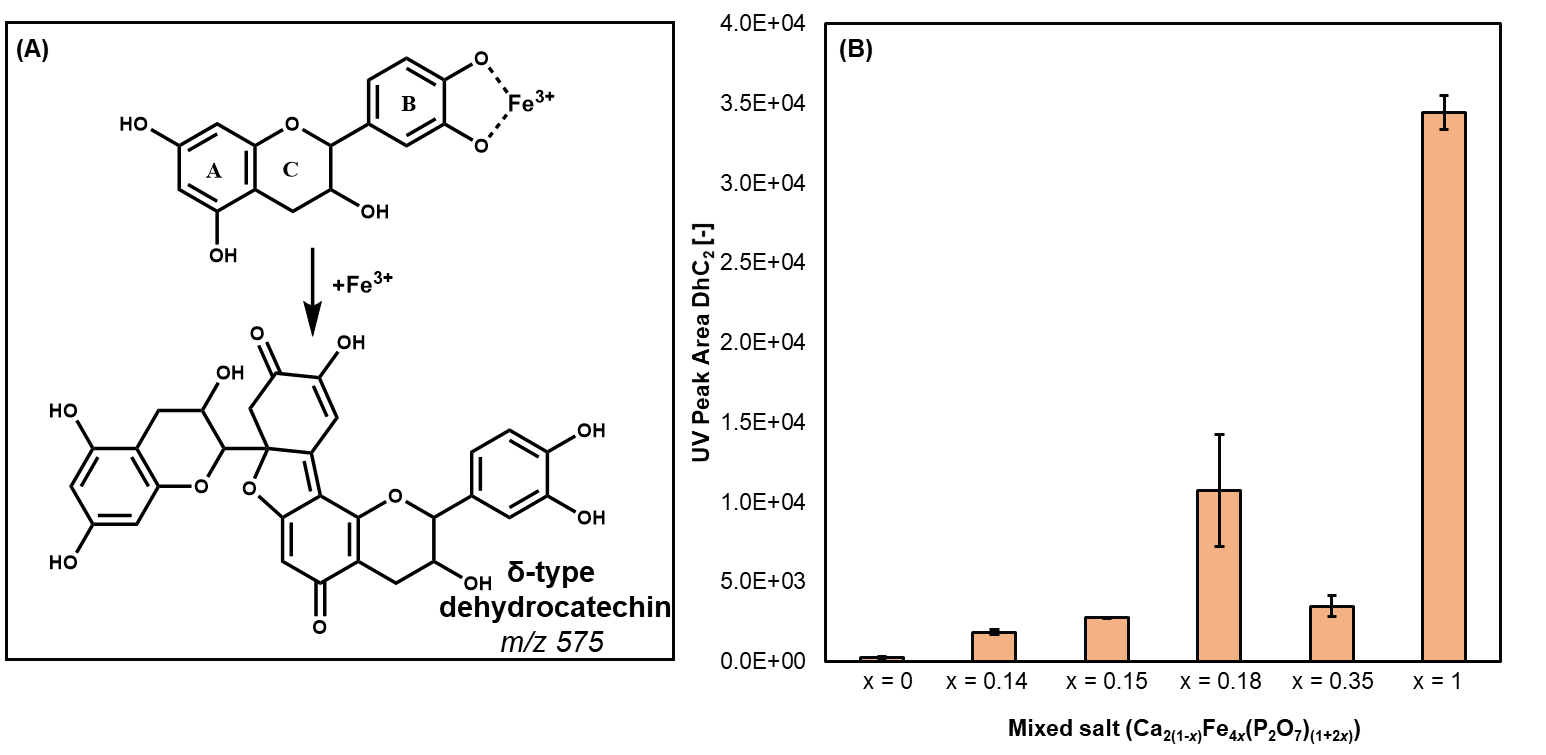 (A)
O
B
Fe³⁺
O
HO
O
A
C
OH
OH
+Fe³⁺
O
OH
OH
HO
O
O
O
OH
OH
HO
OH
O
δ-type
dehydrocatechin
m/z 575
(B)
UV Peak Area DhC₂ [-]
4.0E+04
3.5E+04
3.0E+04
2.5E+04
2.0E+04
1.5E+04
1.0E+04
5.0E+03
0.0E+00
x = 0 x = 0.14 x = 0.15 x = 0.18 x = 0.35 x = 1
Mixed salt (Ca₂₍₁₋ₓ₎Fe₄ₓ(P₂O₇)₍₁₊₂ₓ₎)